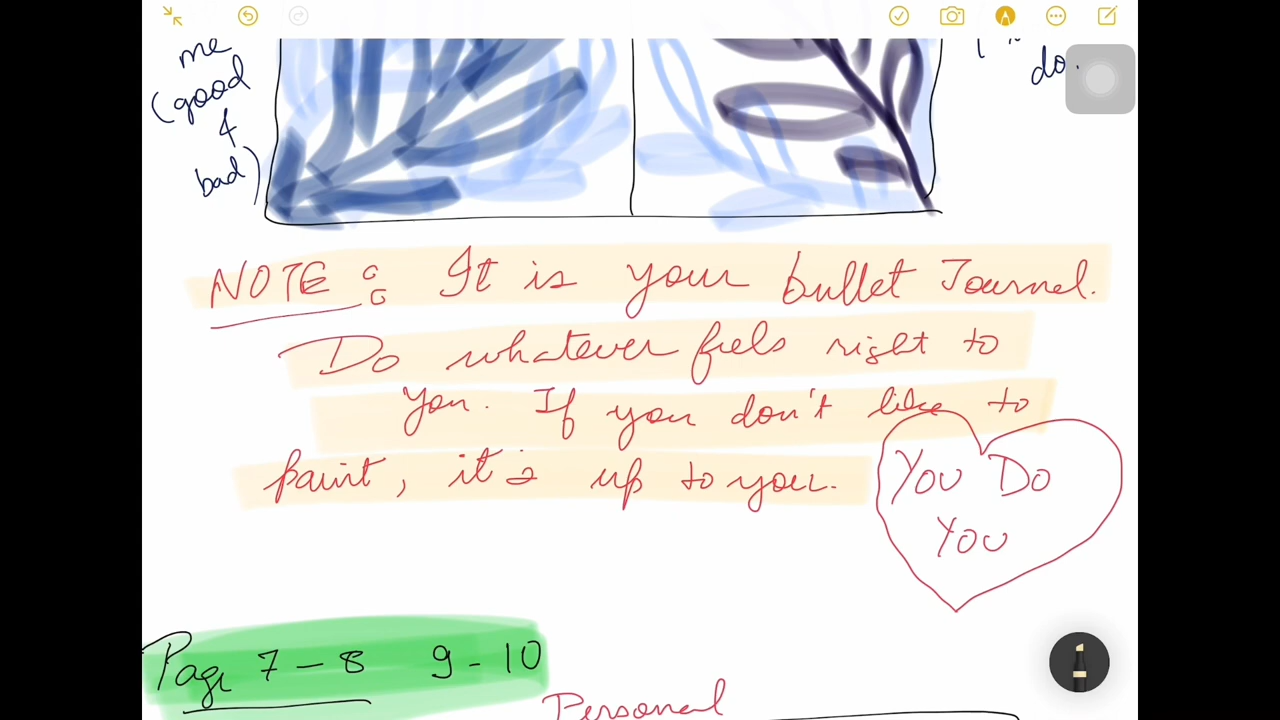 me
(good
&
bad)
do.
NOTE : It is your bullet Journal.
Do whatever feels right to
you. If you don't like to
paint, it's up to you.
You Do
You
Page 7 - 8 9 - 10
Personal